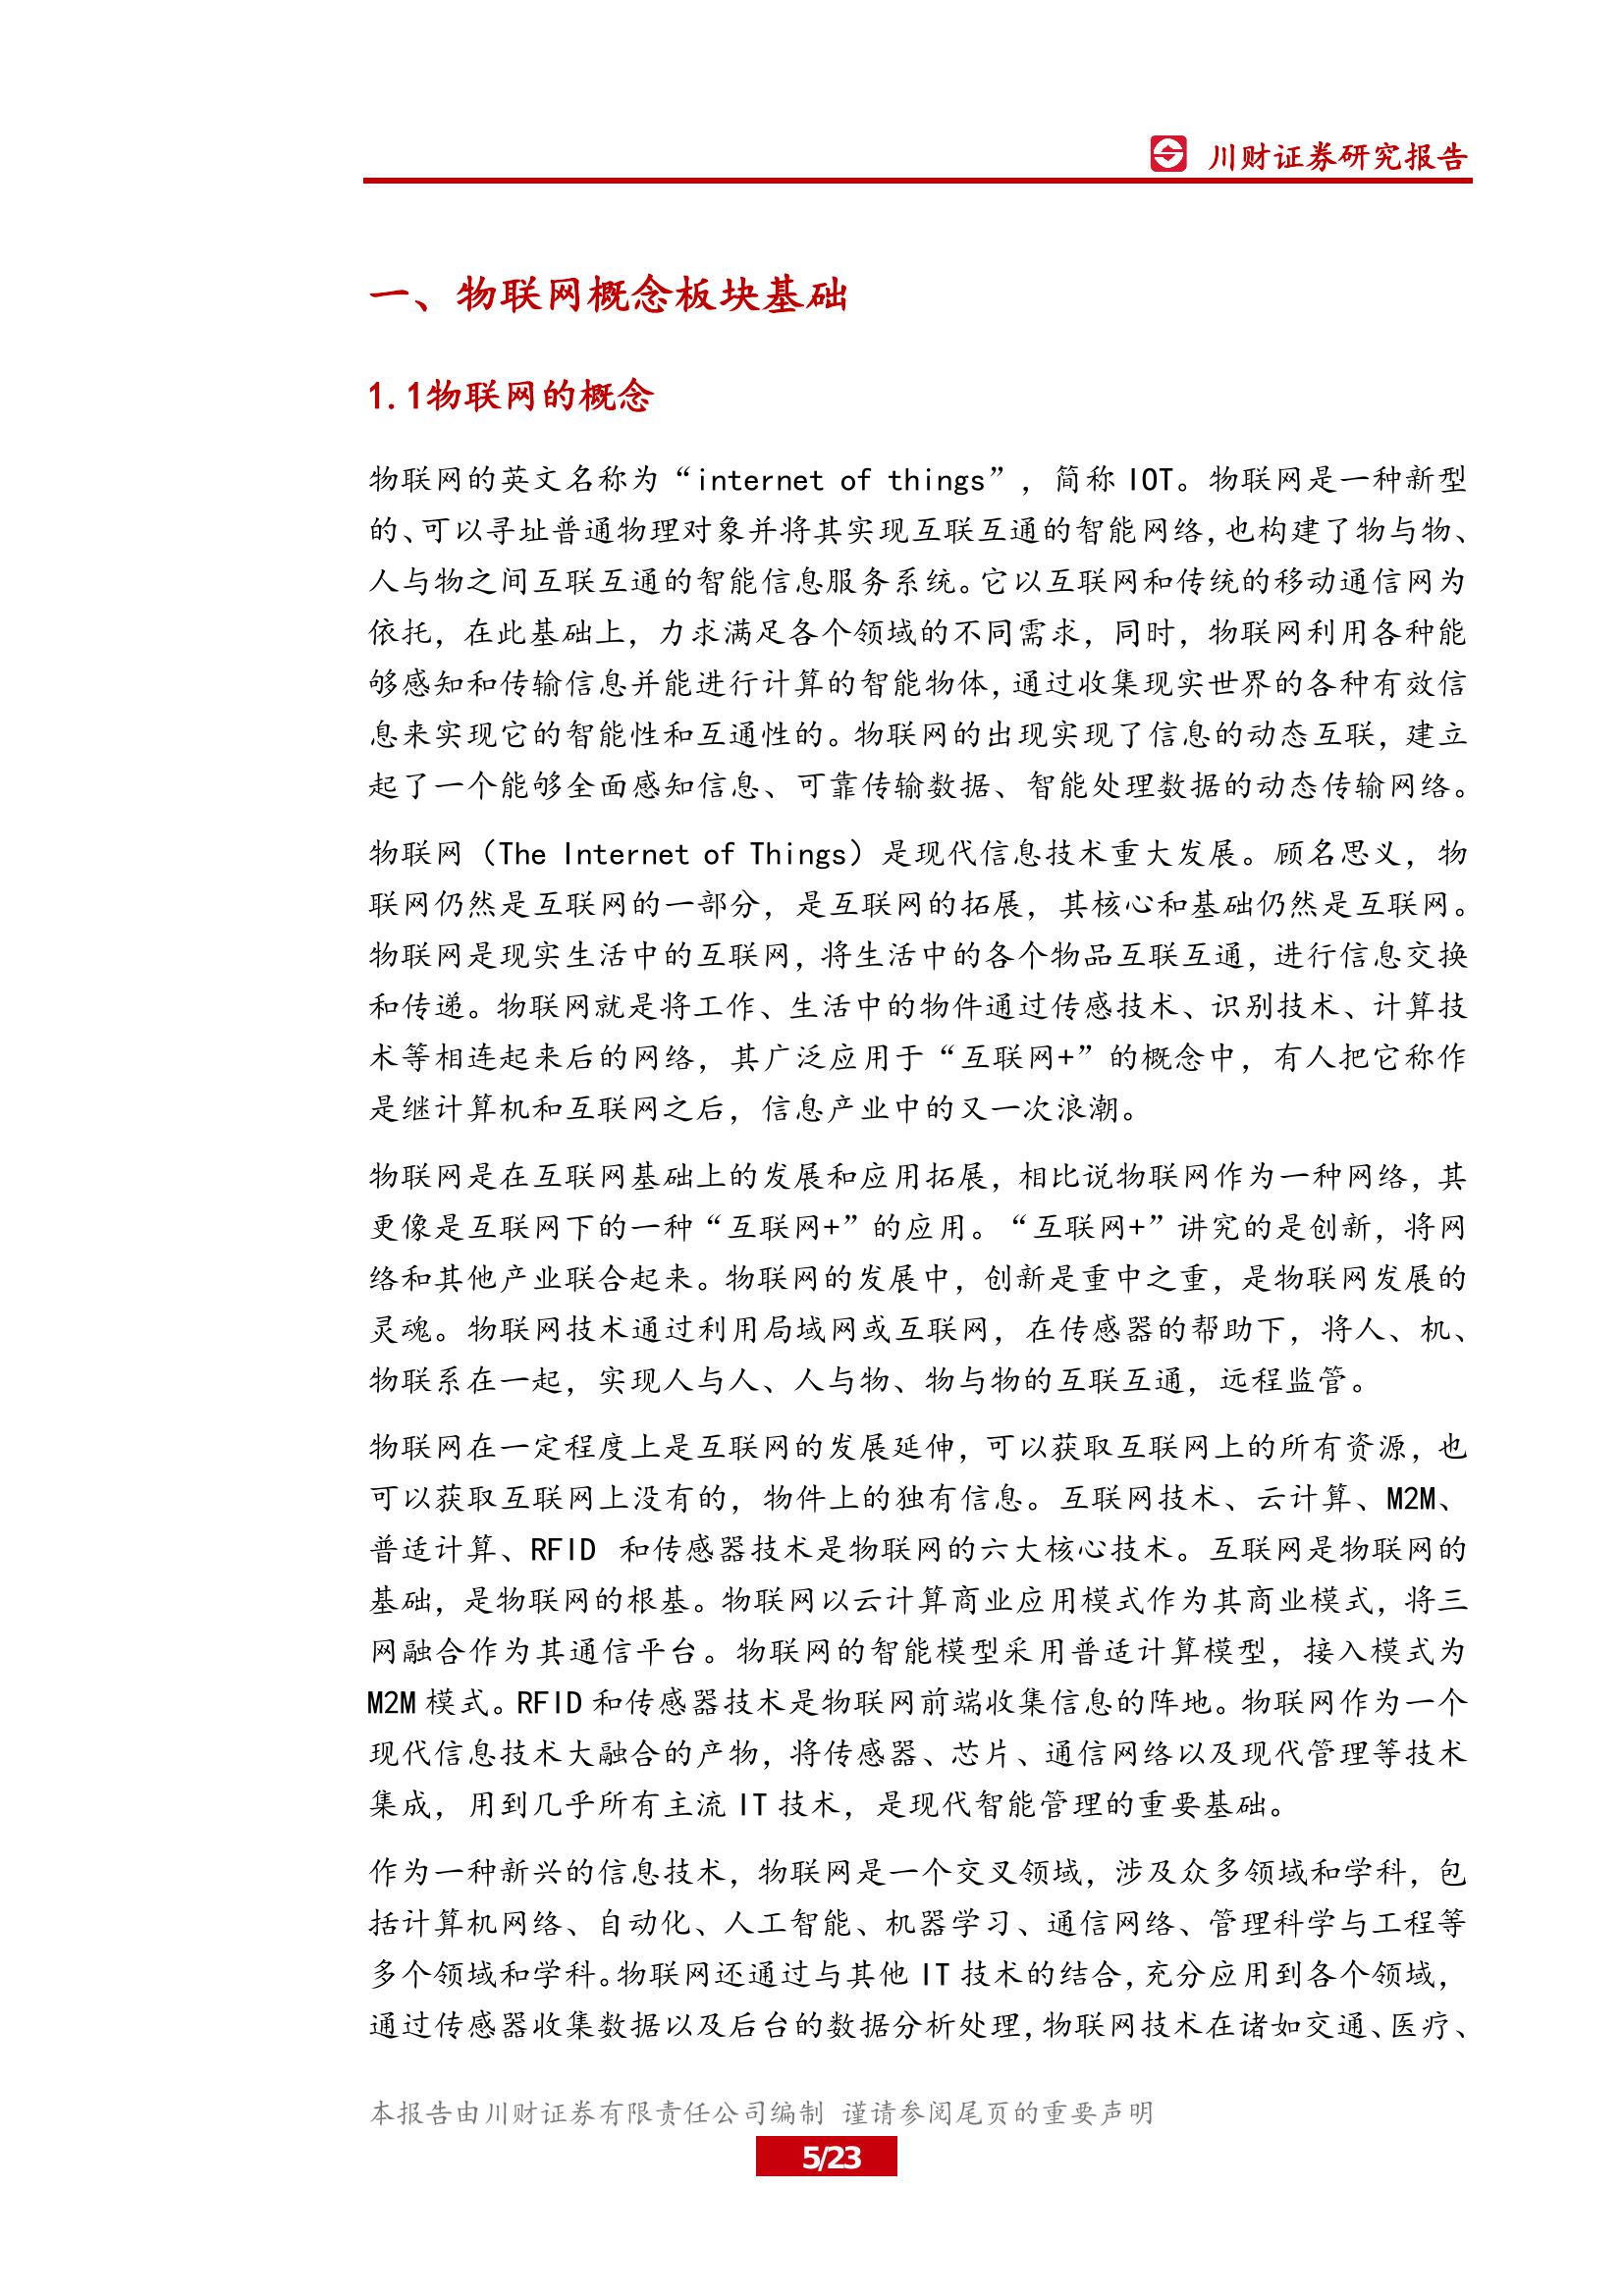 川财证券研究报告
一、物联网概念板块基础
1.1物联网的概念
物联网的英文名称为“internet of things”，简称 IOT。物联网是一种新型
的、可以寻址普通物理对象并将其实现互联互通的智能网络，也构建了物与物、
人与物之间互联互通的智能信息服务系统。它以互联网和传统的移动通信网为
依托，在此基础上，力求满足各个领域的不同需求，同时，物联网利用各种能
够感知和传输信息并能进行计算的智能物体，通过收集现实世界的各种有效信
息来实现它的智能性和互通性的。物联网的出现实现了信息的动态互联，建立
起了一个能够全面感知信息、可靠传输数据、智能处理数据的动态传输网络。
物联网（The Internet of Things）是现代信息技术重大发展。顾名思义，物
联网仍然是互联网的一部分，是互联网的拓展，其核心和基础仍然是互联网。
物联网是现实生活中的互联网，将生活中的各个物品互联互通，进行信息交换
和传递。物联网就是将工作、生活中的物件通过传感技术、识别技术、计算技
术等相连起来后的网络，其广泛应用于“互联网+”的概念中，有人把它称作
是继计算机和互联网之后，信息产业中的又一次浪潮。
物联网是在互联网基础上的发展和应用拓展，相比说物联网作为一种网络，其
更像是互联网下的一种“互联网+”的应用。“互联网+”讲究的是创新，将网
络和其他产业联合起来。物联网的发展中，创新是重中之重，是物联网发展的
灵魂。物联网技术通过利用局域网或互联网，在传感器的帮助下，将人、机、
物联系在一起，实现人与人、人与物、物与物的互联互通，远程监管。
物联网在一定程度上是互联网的发展延伸，可以获取互联网上的所有资源，也
可以获取互联网上没有的，物件上的独有信息。互联网技术、云计算、M2M、
普适计算、RFID 和传感器技术是物联网的六大核心技术。互联网是物联网的
基础，是物联网的根基。物联网以云计算商业应用模式作为其商业模式，将三
网融合作为其通信平台。物联网的智能模型采用普适计算模型，接入模式为
M2M 模式。RFID 和传感器技术是物联网前端收集信息的阵地。物联网作为一个
现代信息技术大融合的产物，将传感器、芯片、通信网络以及现代管理等技术
集成，用到几乎所有主流 IT 技术，是现代智能管理的重要基础。
作为一种新兴的信息技术，物联网是一个交叉领域，涉及众多领域和学科，包
括计算机网络、自动化、人工智能、机器学习、通信网络、管理科学与工程等
多个领域和学科。物联网还通过与其他 IT 技术的结合，充分应用到各个领域，
通过传感器收集数据以及后台的数据分析处理，物联网技术在诸如交通、医疗、
本报告由川财证券有限责任公司编制 谨请参阅尾页的重要声明
5/23